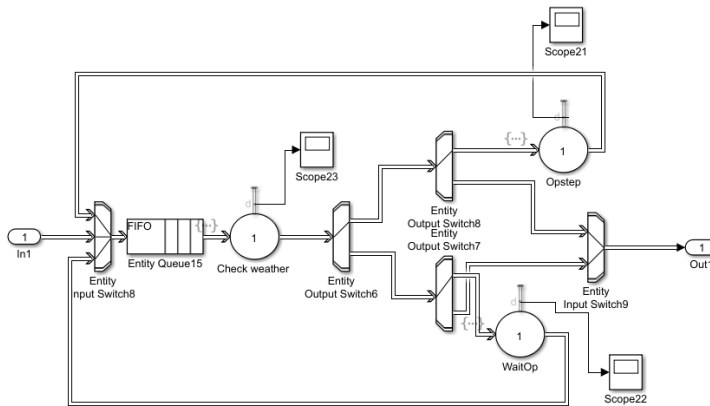 Scope21
{...}
1
d
Opstep
Scope23
d
FIFO
{...}
1
1
In1
Entity Queue15
Check weather
Entity
nput Switch8
Entity
Output Switch6
Entity
Output Switch8
Entity
Output Switch7
Entity
Input Switch9
1
Out1
{...}
d
1
WaitOp
Scope22